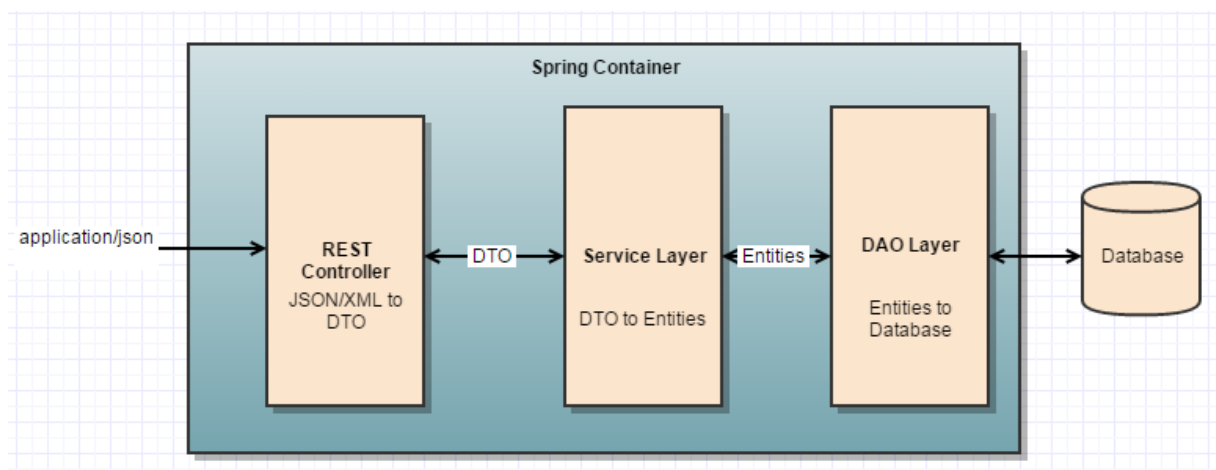 Spring Container
application/json
REST
Controller
JSON/XML to
DTO
DTO
Service Layer
DTO to Entities
Entities
DAO Layer
Entities to
Database
Database